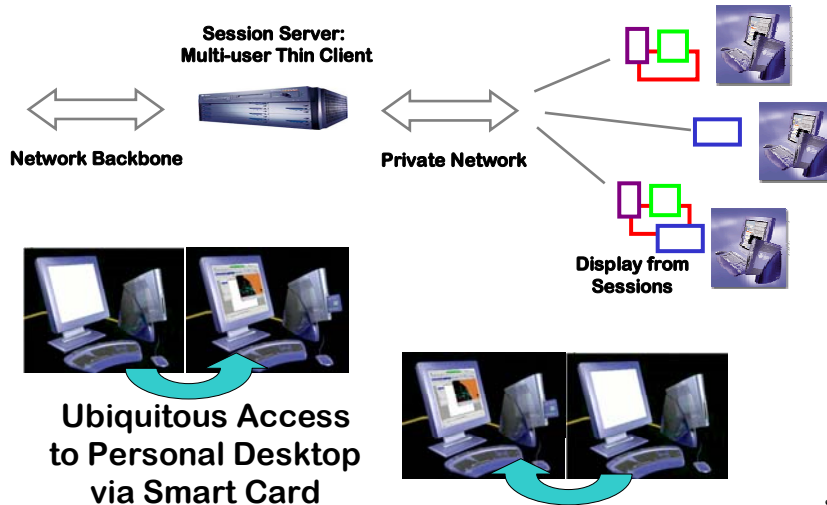 Session Server:
Multi-user Thin Client
Network Backbone
Private Network
Display from
Sessions
Ubiquitous Access
to Personal Desktop
via Smart Card